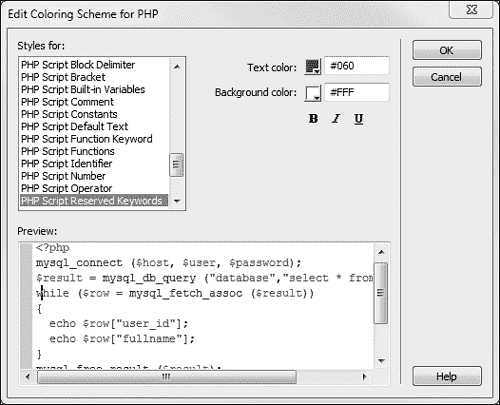 Edit Coloring Scheme for PHP
Styles for:
PHP Script Block Delimiter
PHP Script Bracket
PHP Script Built-in Variables
PHP Script Comment
PHP Script Constants
PHP Script Default Text
PHP Script Function Keyword
PHP Script Functions
PHP Script Identifier
PHP Script Number
PHP Script Operator
PHP Script Reserved Keywords
Text color: #060
Background color: #FFF
B I U
OK
Cancel
Preview:
<?php
mysql_connect ($host, $user, $password);
$result = mysql_db_query ("database","select * from
while ($row = mysql_fetch_assoc ($result))
{
  echo $row["user_id"];
  echo $row["fullname"];
}
mysql_free_result ($result);
Help